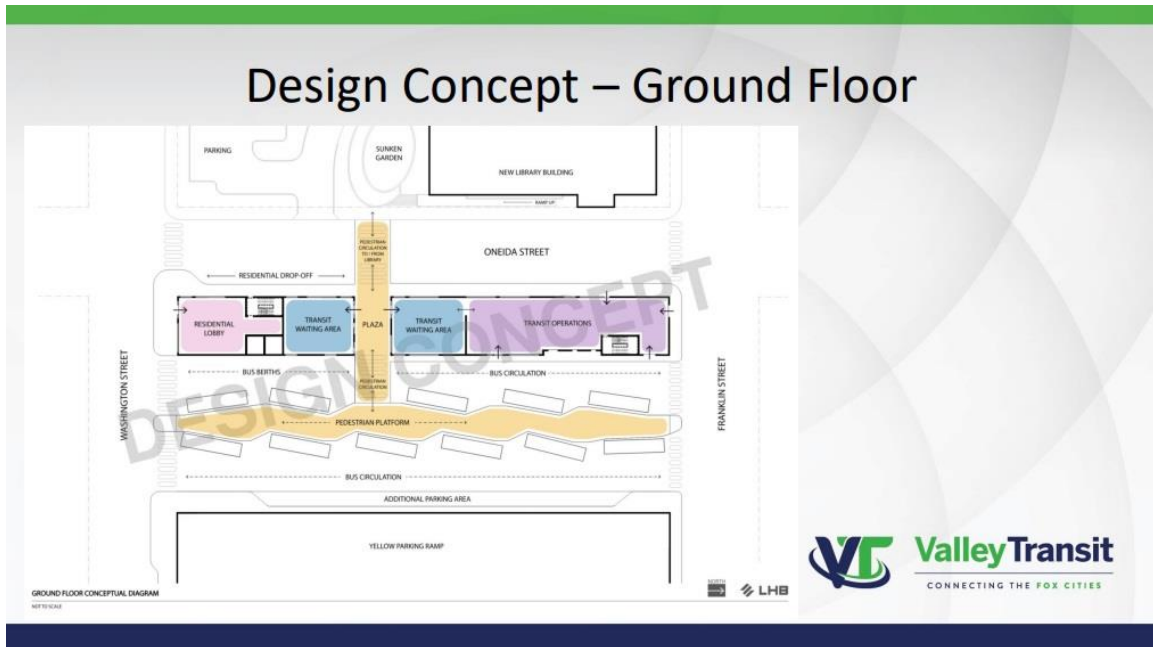 Design Concept – Ground Floor
PARKING
SUNKEN
GARDEN
NEW LIBRARY BUILDING
RAMP UP
PEDESTRIAN
CIRCULATION
TO / FROM
LIBRARY
ONEIDA STREET
RESIDENTIAL DROP-OFF
RESIDENTIAL
LOBBY
TRANSIT
WAITING AREA
PLAZA
TRANSIT
WAITING AREA
TRANSIT OPERATIONS
WASHINGTON STREET
FRANKLIN STREET
BUS BERTHS
PEDESTRIAN
CIRCULATION
BUS CIRCULATION
PEDESTRIAN PLATFORM
BUS CIRCULATION
ADDITIONAL PARKING AREA
YELLOW PARKING RAMP
DESIGN CONCEPT
GROUND FLOOR CONCEPTUAL DIAGRAM
NOT TO SCALE
NORTH
LHB
VT
ValleyTransit
CONNECTING THE FOX CITIES